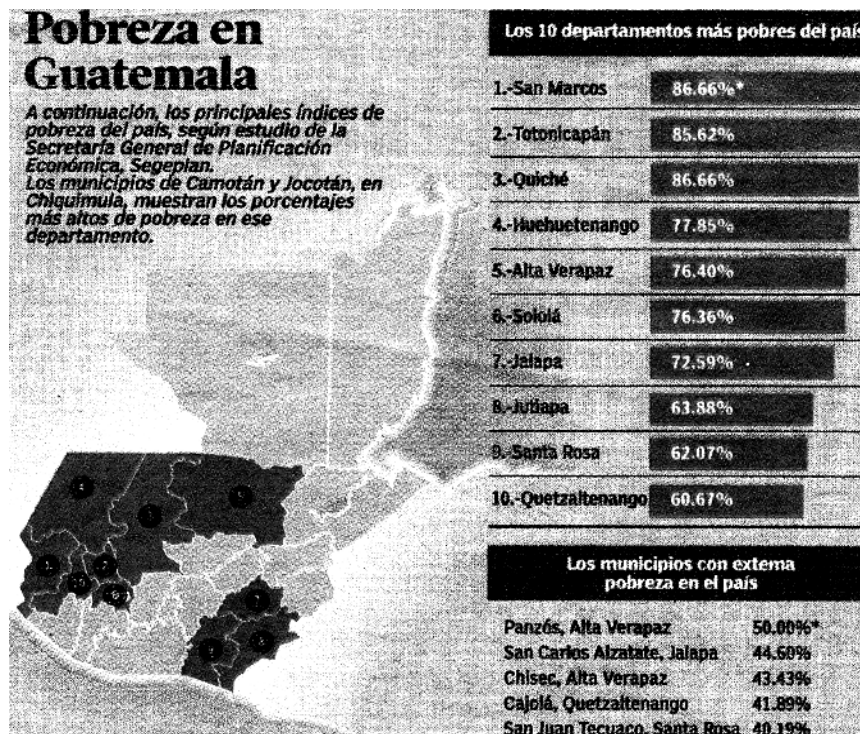 Pobreza en
Guatemala
A continuación, los principales índices de
pobreza del país, según estudio de la
Secretaría General de Planificación
Económica, Segeplan.
Los municipios de Camotán y Jocotán, en
Chiquimula, muestran los porcentajes
más altos de pobreza en ese
departamento.
Los 10 departamentos más pobres del país
1.-San Marcos 86.66%*
2.-Totonicapán 85.62%
3.-Quiché 86.66%
4.-Huehuetenango 77.85%
5.-Alta Verapaz 76.40%
6.-Sololá 76.36%
7.-Jalapa 72.59%
8.-Jutiapa 63.88%
9.-Santa Rosa 62.07%
10.-Quetzaltenango 60.67%
Los municipios con extema
pobreza en el país
Panzós, Alta Verapaz 50.00%*
San Carlos Alzatate, Jalapa 44.60%
Chisec, Alta Verapaz 43.43%
Cajolá, Quetzaltenango 41.89%
San Juan Tecuaco, Santa Rosa 40.19%